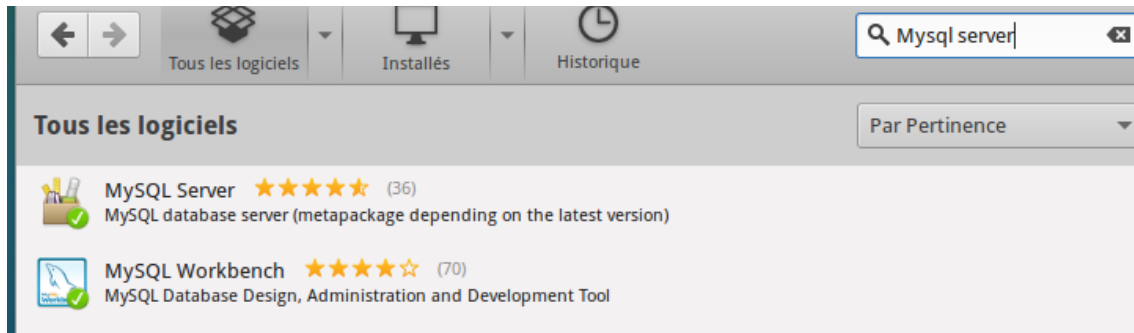 Mysql server
Tous les logiciels
Installés
Historique
Tous les logiciels
Par Pertinence
MySQL Server (36)
MySQL database server (metapackage depending on the latest version)
MySQL Workbench (70)
MySQL Database Design, Administration and Development Tool